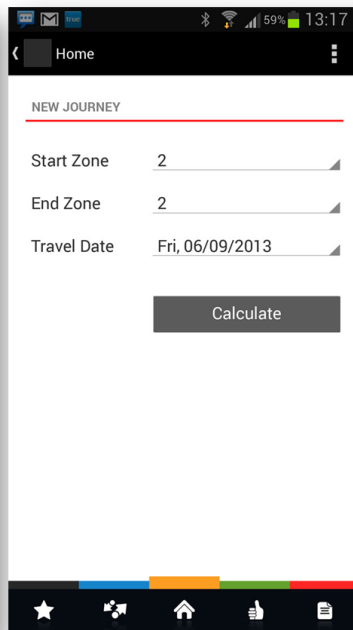 true 59% 13:17
Home
NEW JOURNEY
Start Zone 2
End Zone 2
Travel Date Fri, 06/09/2013
Calculate